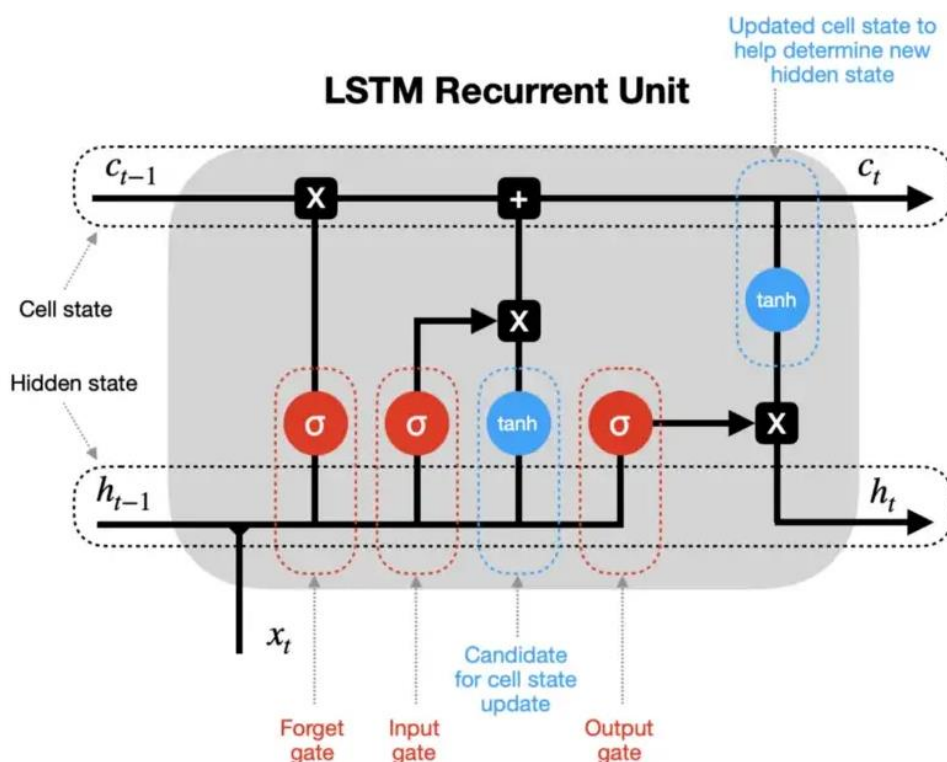 Updated cell state to
help determine new
hidden state
LSTM Recurrent Unit
c_{t-1}
X
+
c_t
tanh
Cell state
X
Hidden state
σ
σ
tanh
σ
X
h_{t-1}
h_t
x_t
Candidate
for cell state
update
Forget
gate
Input
gate
Output
gate